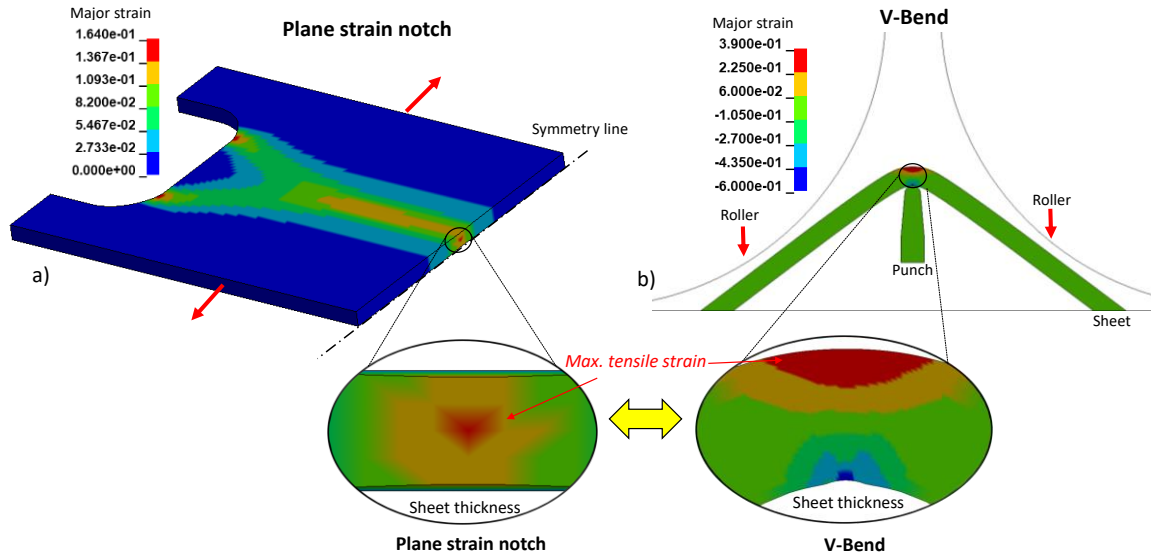 Major strain
1.640e-01
1.367e-01
1.093e-01
8.200e-02
5.467e-02
2.733e-02
0.000e+00
Plane strain notch
Symmetry line
a)
V-Bend
Major strain
3.900e-01
2.250e-01
6.000e-02
-1.050e-01
-2.700e-01
-4.350e-01
-6.000e-01
Roller
Roller
Punch
b)
Sheet
Max. tensile strain
Sheet thickness
Plane strain notch
Sheet thickness
V-Bend